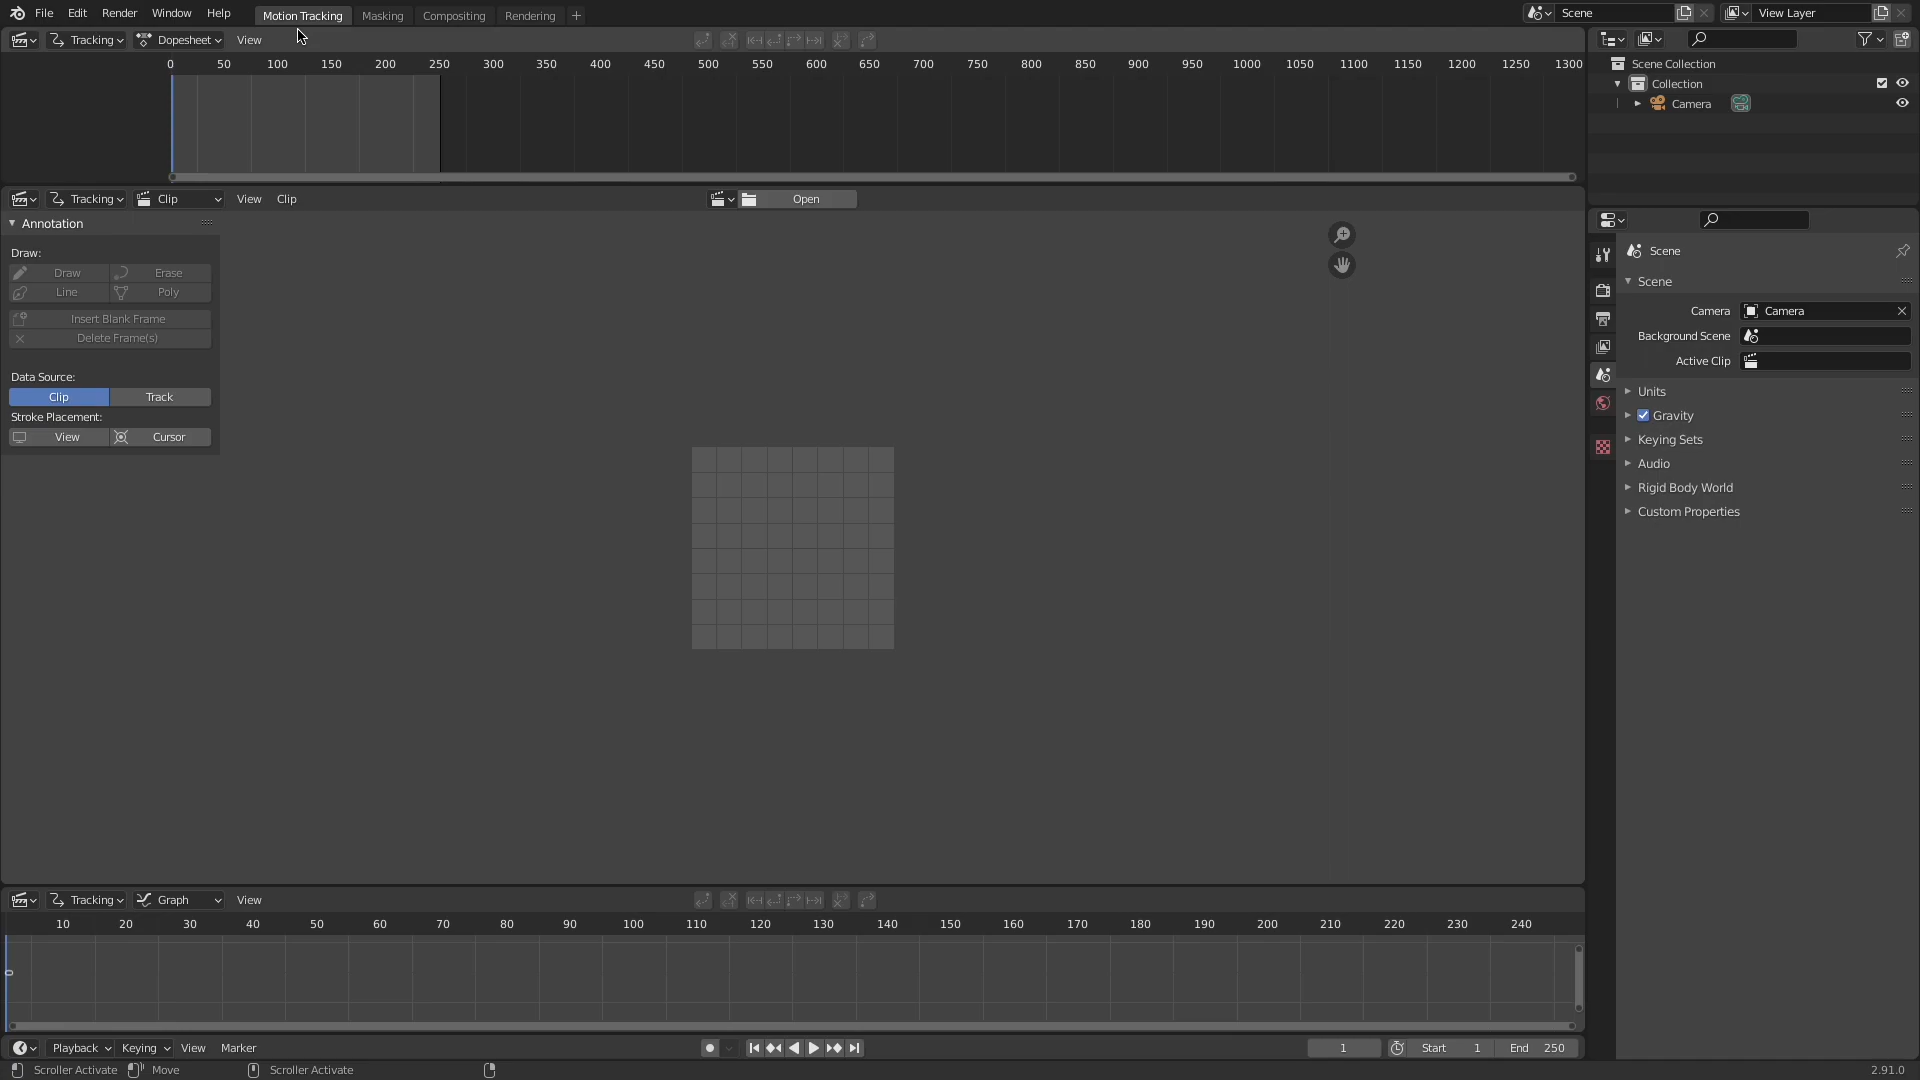 File Edit Render Window Help Motion Tracking Masking Compositing Rendering + Scene View Layer
Tracking Dopesheet View
0 50 100 150 200 250 300 350 400 450 500 550 600 650 700 750 800 850 900 950 1000 1050 1100 1150 1200 1250 1300
Scene Collection
Collection
Camera
Tracking Clip View Clip Open
Annotation
Draw:
Draw Erase
Line Poly
Insert Blank Frame
Delete Frame(s)
Data Source:
Clip Track
Stroke Placement:
View Cursor
Scene
Scene
Camera Camera
Background Scene
Active Clip
Units
Gravity
Keying Sets
Audio
Rigid Body World
Custom Properties
Tracking Graph View
10 20 30 40 50 60 70 80 90 100 110 120 130 140 150 160 170 180 190 200 210 220 230 240
0
Playback Keying View Marker 1 Start 1 End 250
Scroller Activate Move Scroller Activate 2.91.0